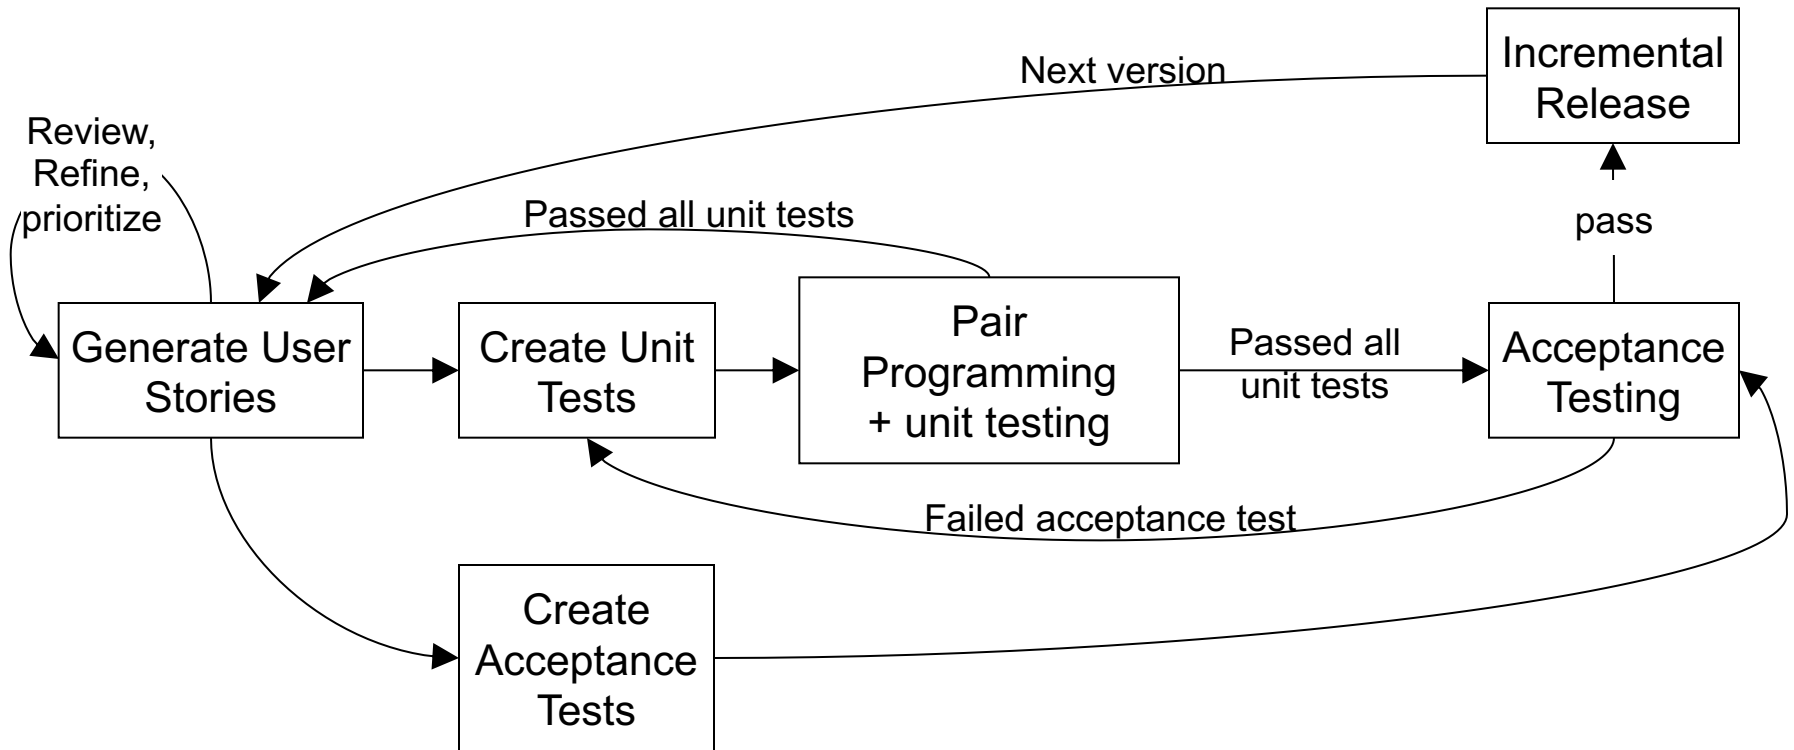 Incremental
Release
Next version
Review,
Refine,
prioritize
Passed all unit tests
pass
Generate User
Stories
Create Unit
Tests
Pair
Programming
+ unit testing
Passed all
unit tests
Acceptance
Testing
Failed acceptance test
Create
Acceptance
Tests